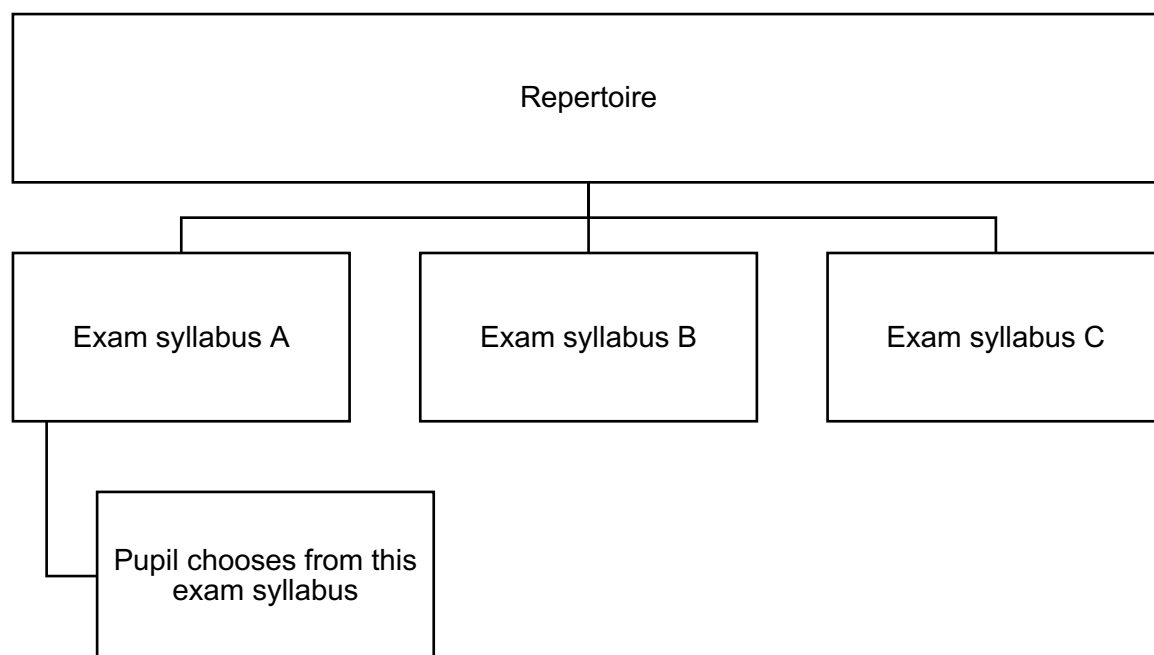 Repertoire
Exam syllabus A
Exam syllabus B
Exam syllabus C
Pupil chooses from this
exam syllabus